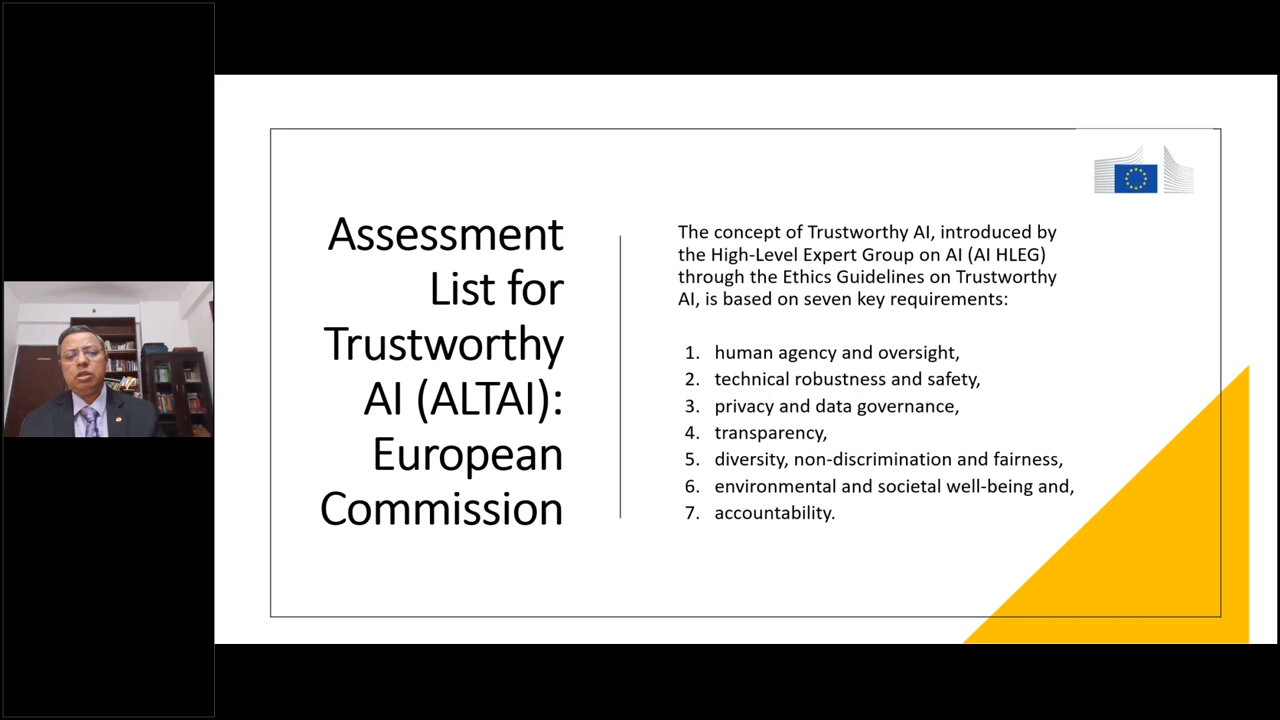 Assessment
List for
Trustworthy
AI (ALTAI):
European
Commission
The concept of Trustworthy AI, introduced by
the High-Level Expert Group on AI (AI HLEG)
through the Ethics Guidelines on Trustworthy
AI, is based on seven key requirements:
1. human agency and oversight,
2. technical robustness and safety,
3. privacy and data governance,
4. transparency,
5. diversity, non-discrimination and fairness,
6. environmental and societal well-being and,
7. accountability.